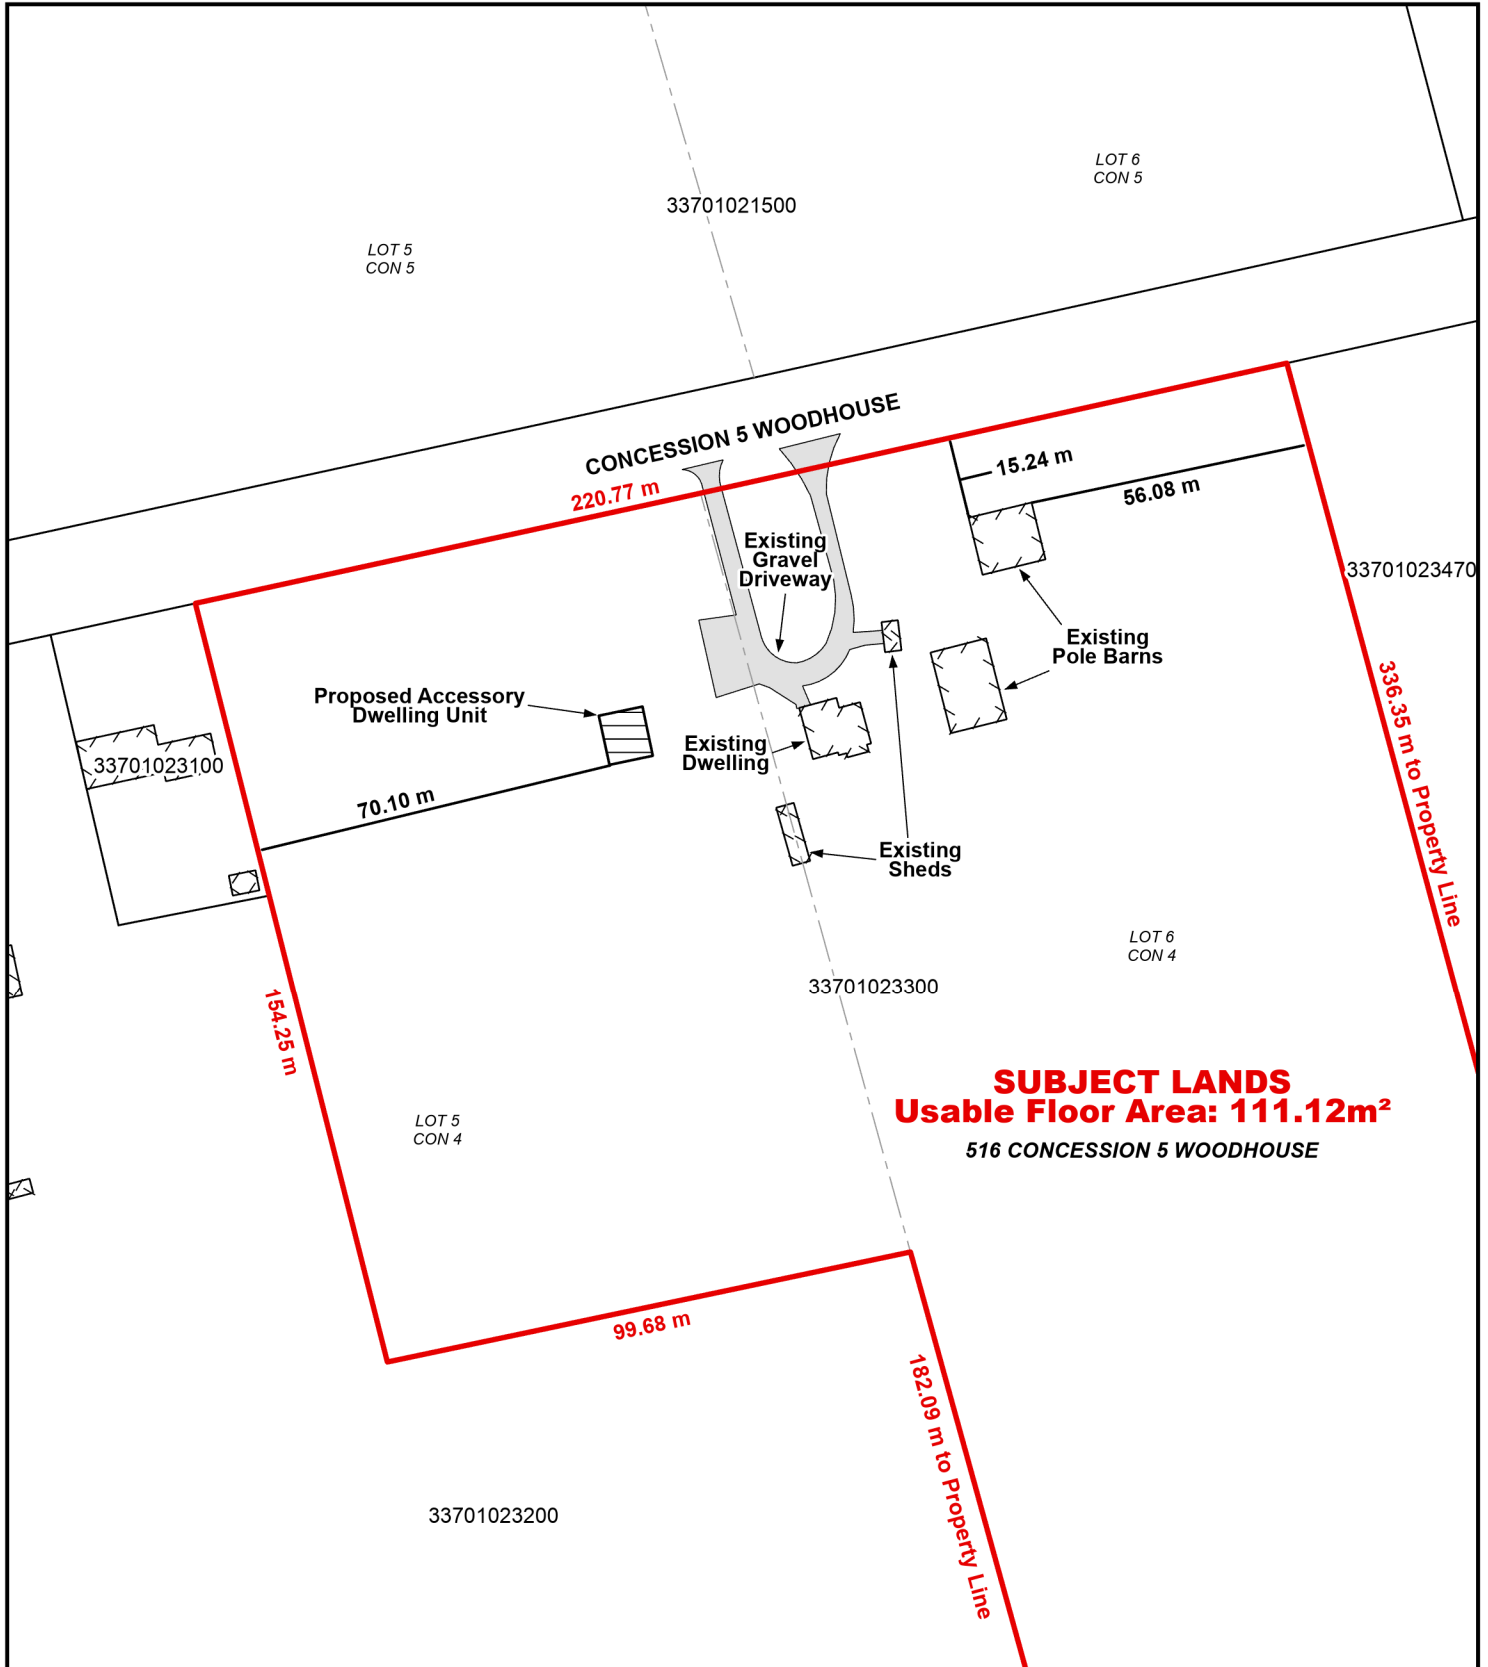 LOT 6
CON 5
33701021500
LOT 5
CON 5
CONCESSION 5 WOODHOUSE
220.77 m
15.24 m
56.08 m
Existing
Gravel
Driveway
33701023470
Existing
Pole Barns
Proposed Accessory
Dwelling Unit
Existing
Dwelling
33701023100
70.10 m
336.35 m to Property Line
Existing
Sheds
LOT 6
CON 4
33701023300
154.25 m
SUBJECT LANDS
Usable Floor Area: 111.12m²
516 CONCESSION 5 WOODHOUSE
LOT 5
CON 4
99.68 m
182.09 m to Property Line
33701023200